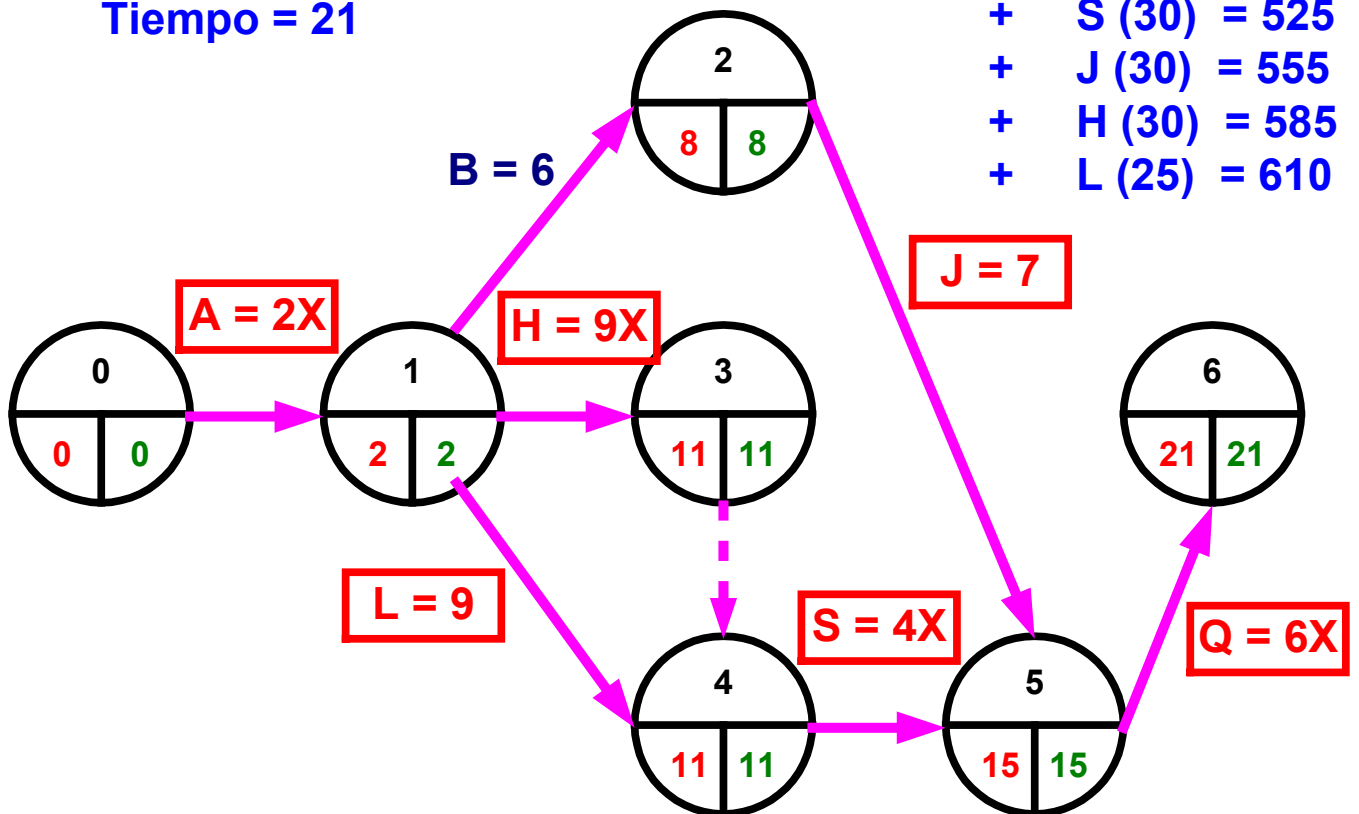 Tiempo = 21
+ S (30) = 525
+ J (30) = 555
+ H (30) = 585
+ L (25) = 610
2
8 8
B = 6
J = 7
A = 2X
H = 9X
0
0 0
1
2 2
3
11 11
6
21 21
L = 9
S = 4X
Q = 6X
4
11 11
5
15 15